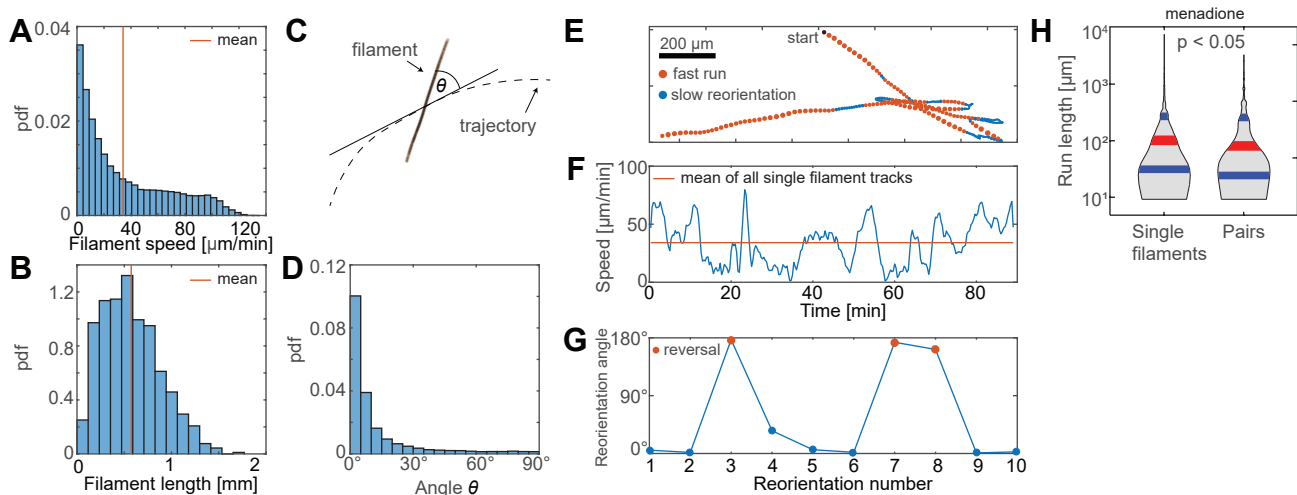 A
0.04
mean
pdf
0.02
0
0
40
80
120
Filament speed [μm/min]
B
mean
1.2
pdf
0.8
0.4
0
0
1
2
Filament length [mm]
C
filament
θ
trajectory
D
0.12
0.08
pdf
0.04
0
0°
30°
60°
90°
Angle θ
E
200 μm
start
fast run
slow reorientation
F
100
mean of all single filament tracks
Speed [μm/min]
50
0
0
20
40
60
80
Time [min]
G
180°
reversal
Reorientation angle
90°
0°
1
2
3
4
5
6
7
8
9
10
Reorientation number
H
menadione
p < 0.05
10⁴
10³
Run length [μm]
10²
10¹
Single
filaments
Pairs